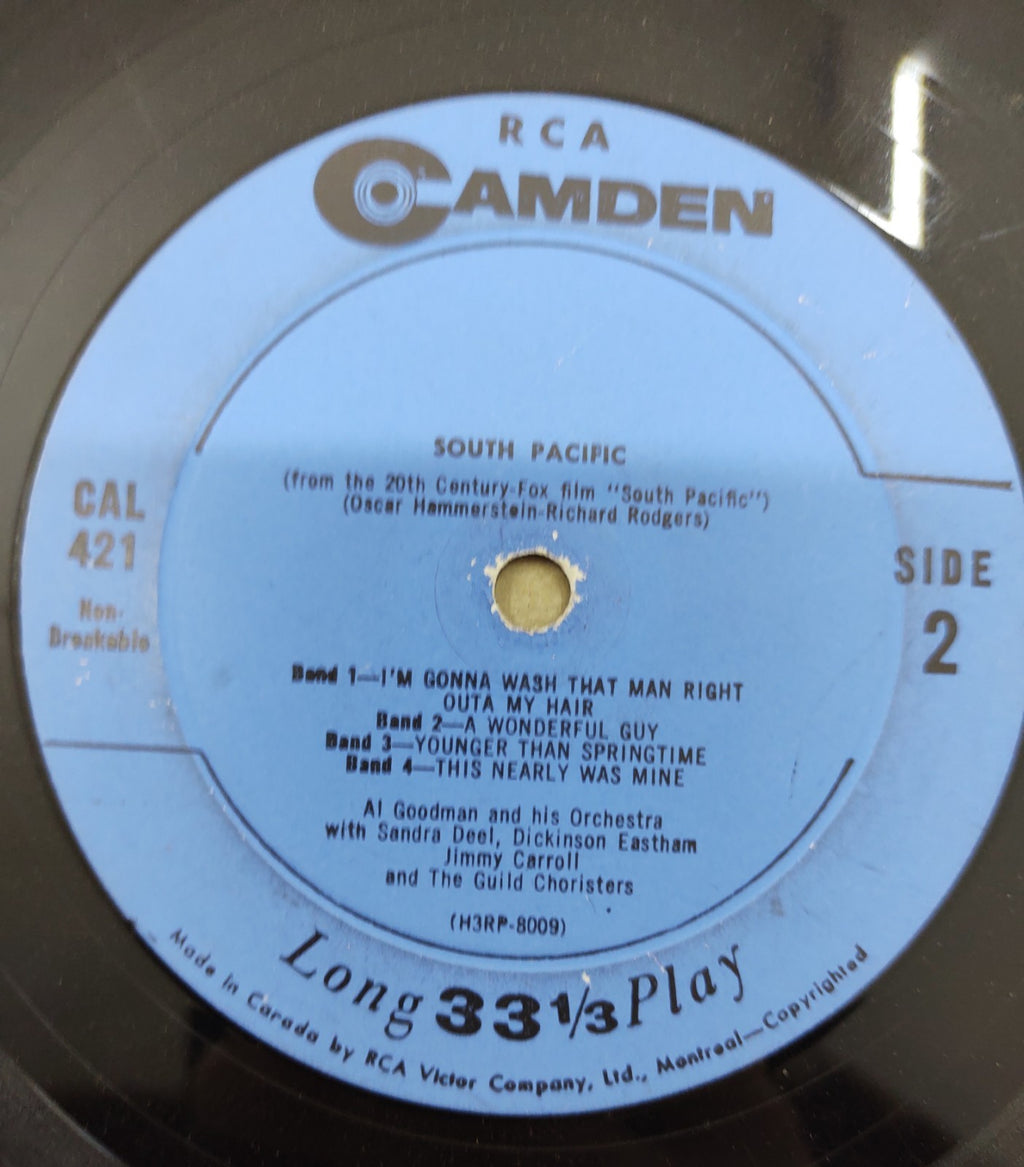 RCA
CAMDEN
SOUTH PACIFIC
(from the 20th Century-Fox film "South Pacific")
(Oscar Hammerstein-Richard Rodgers)
CAL
421
Non-
Breakable
SIDE
2
Band 1—I'M GONNA WASH THAT MAN RIGHT
OUTA MY HAIR
Band 2—A WONDERFUL GUY
Band 3—YOUNGER THAN SPRINGTIME
Band 4—THIS NEARLY WAS MINE
Al Goodman and his Orchestra
with Sandra Deel, Dickinson Eastham
Jimmy Carroll
and The Guild Choristers
(H3RP-8009)
Long 33 1/3 Play
Made in Canada by RCA Victor Company, Ltd., Montreal—Copyrighted